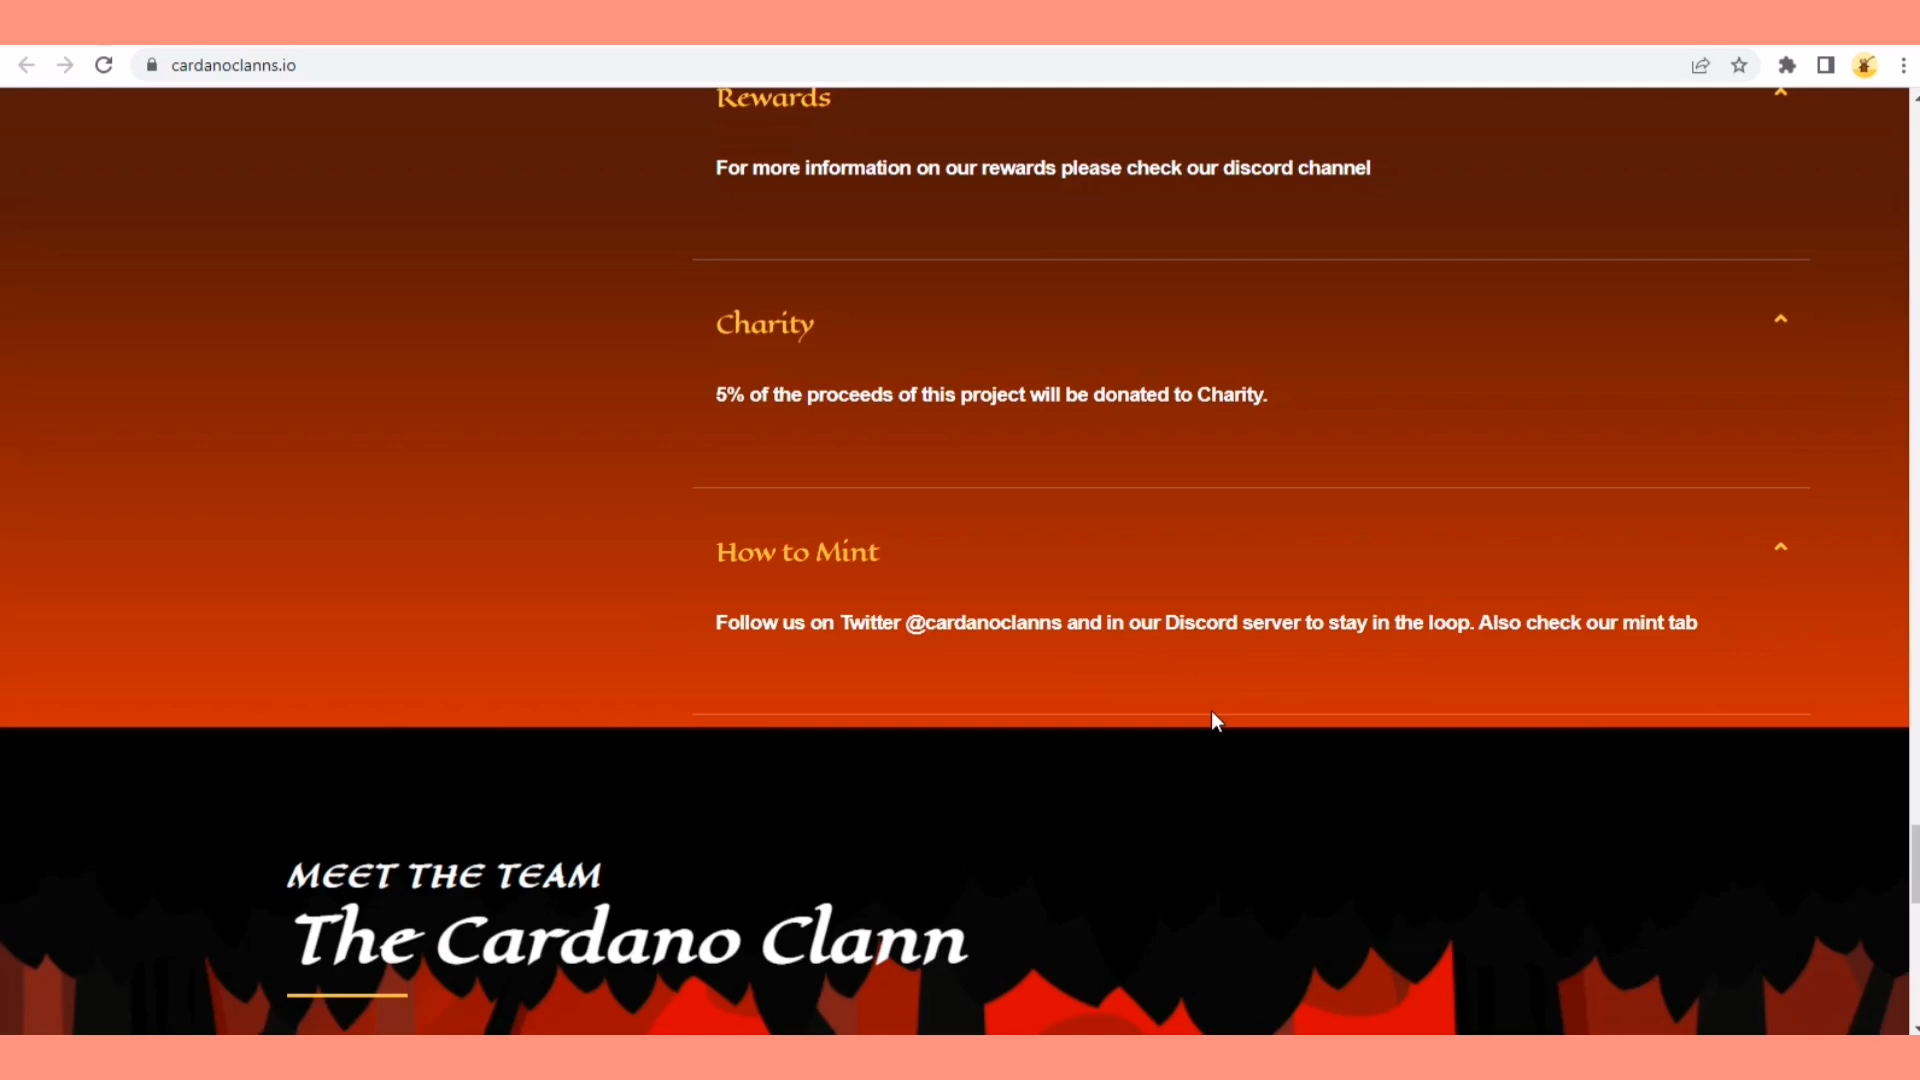 cardanoclanns.io
Rewards
For more information on our rewards please check our discord channel
Charity
5% of the proceeds of this project will be donated to Charity.
How to Mint
Follow us on Twitter @cardanoclanns and in our Discord server to stay in the loop. Also check our mint tab
MEET THE TEAM
The Cardano Clann